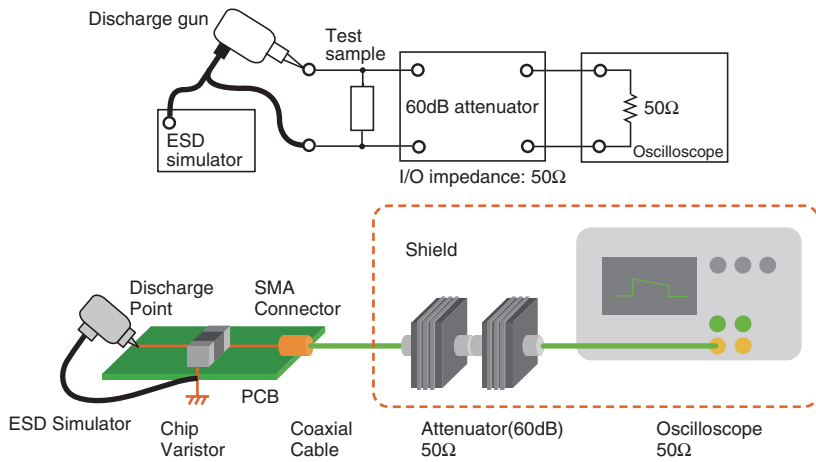 Discharge gun
Test
sample
ESD
simulator
60dB attenuator
50Ω
Oscilloscope
I/O impedance: 50Ω
Shield
Discharge
Point
SMA
Connector
PCB
ESD Simulator
Chip
Varistor
Coaxial
Cable
Attenuator(60dB)
50Ω
Oscilloscope
50Ω